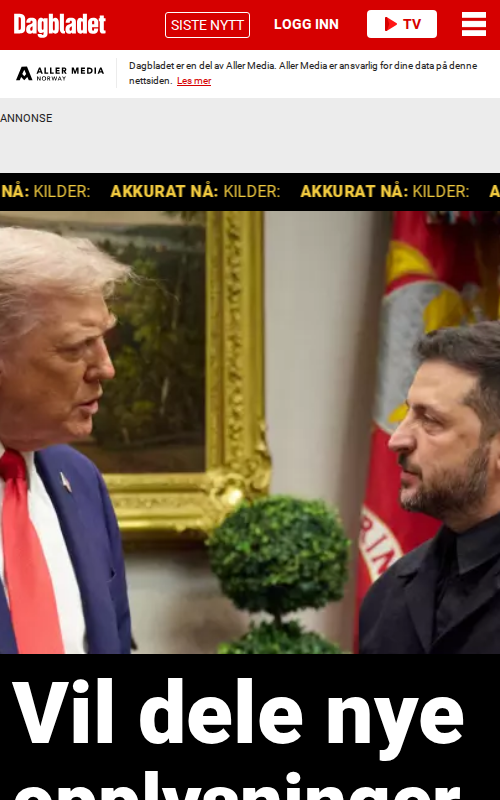 Dagbladet
SISTE NYTT
LOGG INN
TV
ALLER MEDIA
NORWAY
Dagbladet er en del av Aller Media. Aller Media er ansvarlig for dine data på denne
nettsiden. Les mer
ANNONSE
NÅ: KILDER: AKKURAT NÅ: KILDER: AKKURAT NÅ: KILDER: A
RIN
Vil dele nye
opplysninger